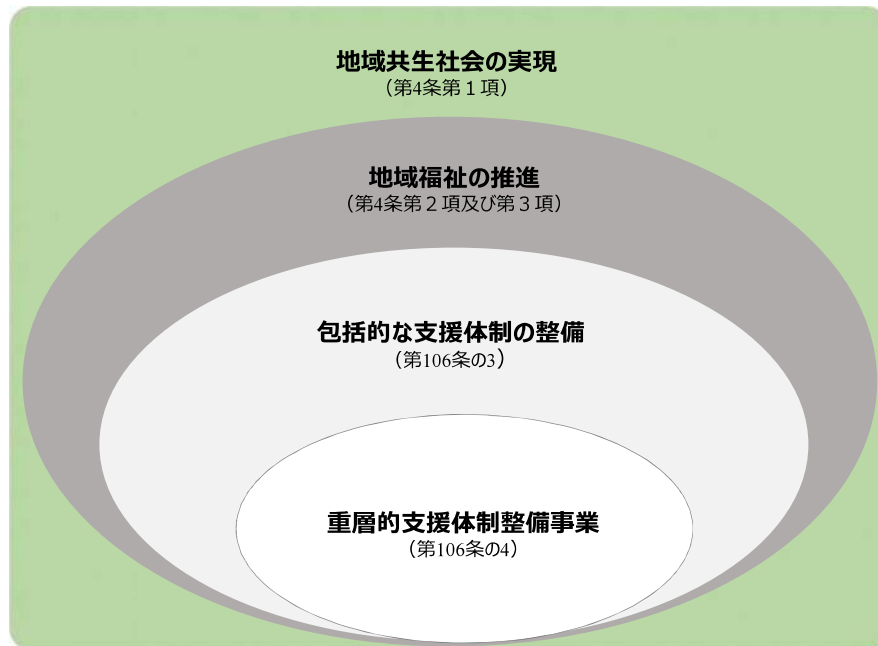 地域共生社会の実現
（第4条第１項）
地域福祉の推進
（第4条第２項及び第３項）
包括的な支援体制の整備
（第106条の3）
重層的支援体制整備事業
（第106条の4）